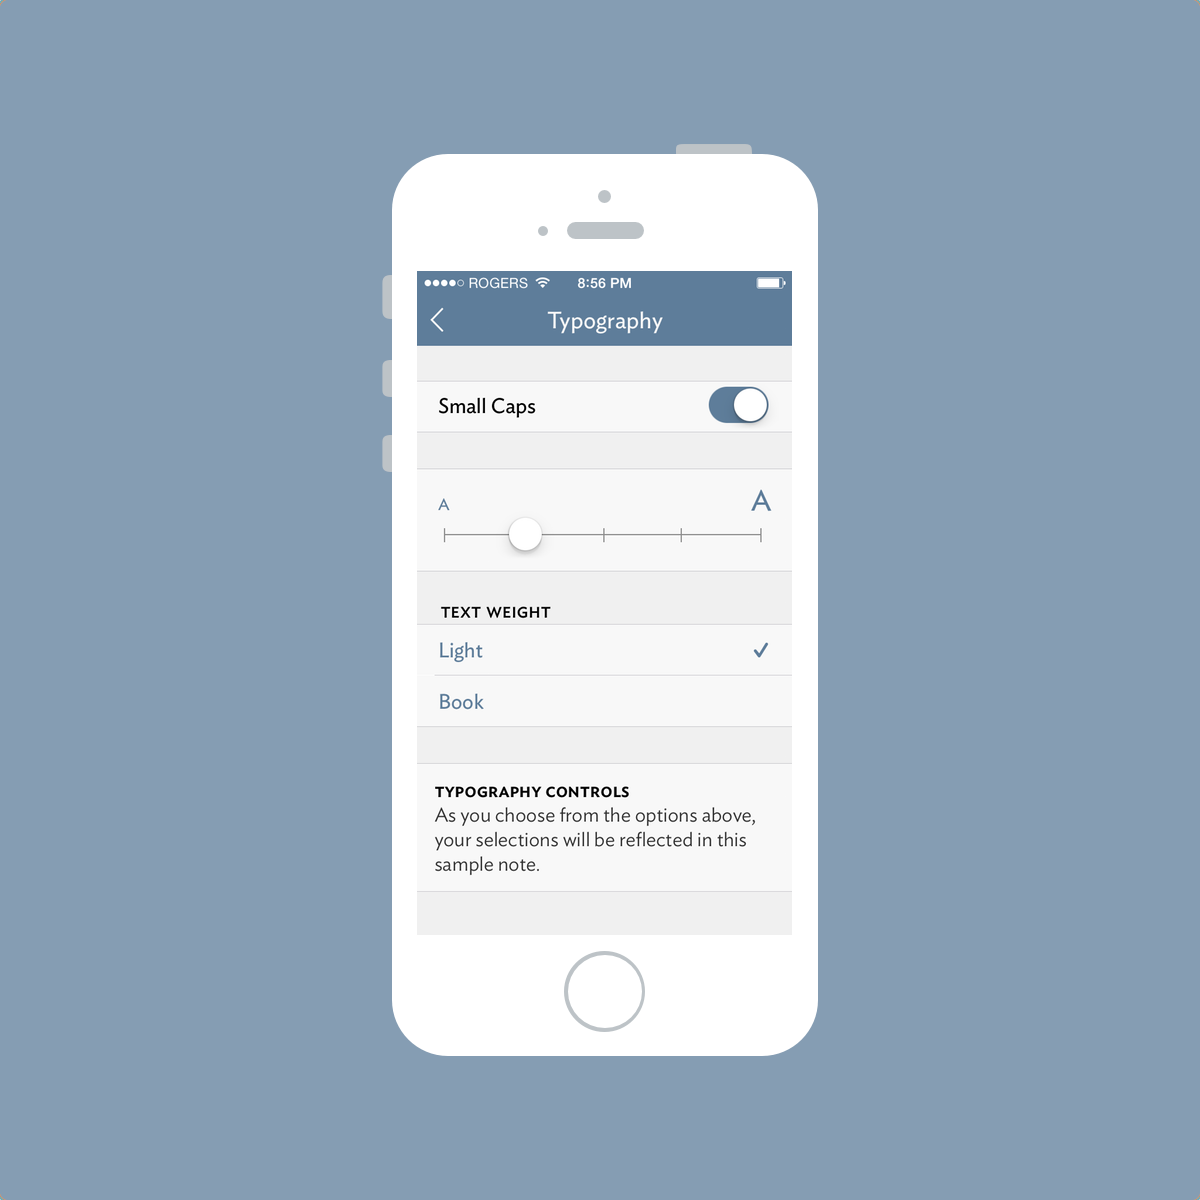 ROGERS 8:56 PM
Typography
Small Caps
A A
TEXT WEIGHT
Light
Book
TYPOGRAPHY CONTROLS
As you choose from the options above,
your selections will be reflected in this
sample note.